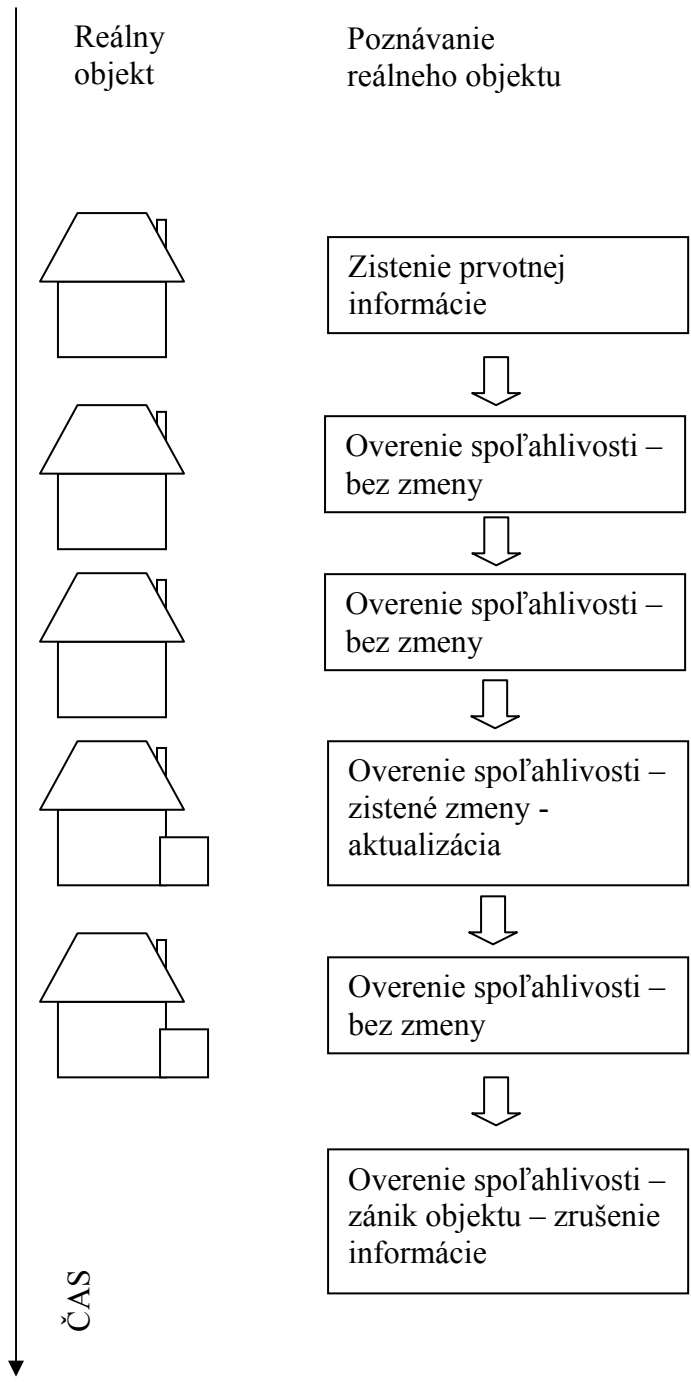 Reálny
objekt
Poznávanie
reálneho objektu
Zistenie prvotnej
informácie
Overenie spoľahlivosti –
bez zmeny
Overenie spoľahlivosti –
bez zmeny
Overenie spoľahlivosti –
zistené zmeny -
aktualizácia
Overenie spoľahlivosti –
bez zmeny
Overenie spoľahlivosti –
zánik objektu – zrušenie
informácie
ČAS